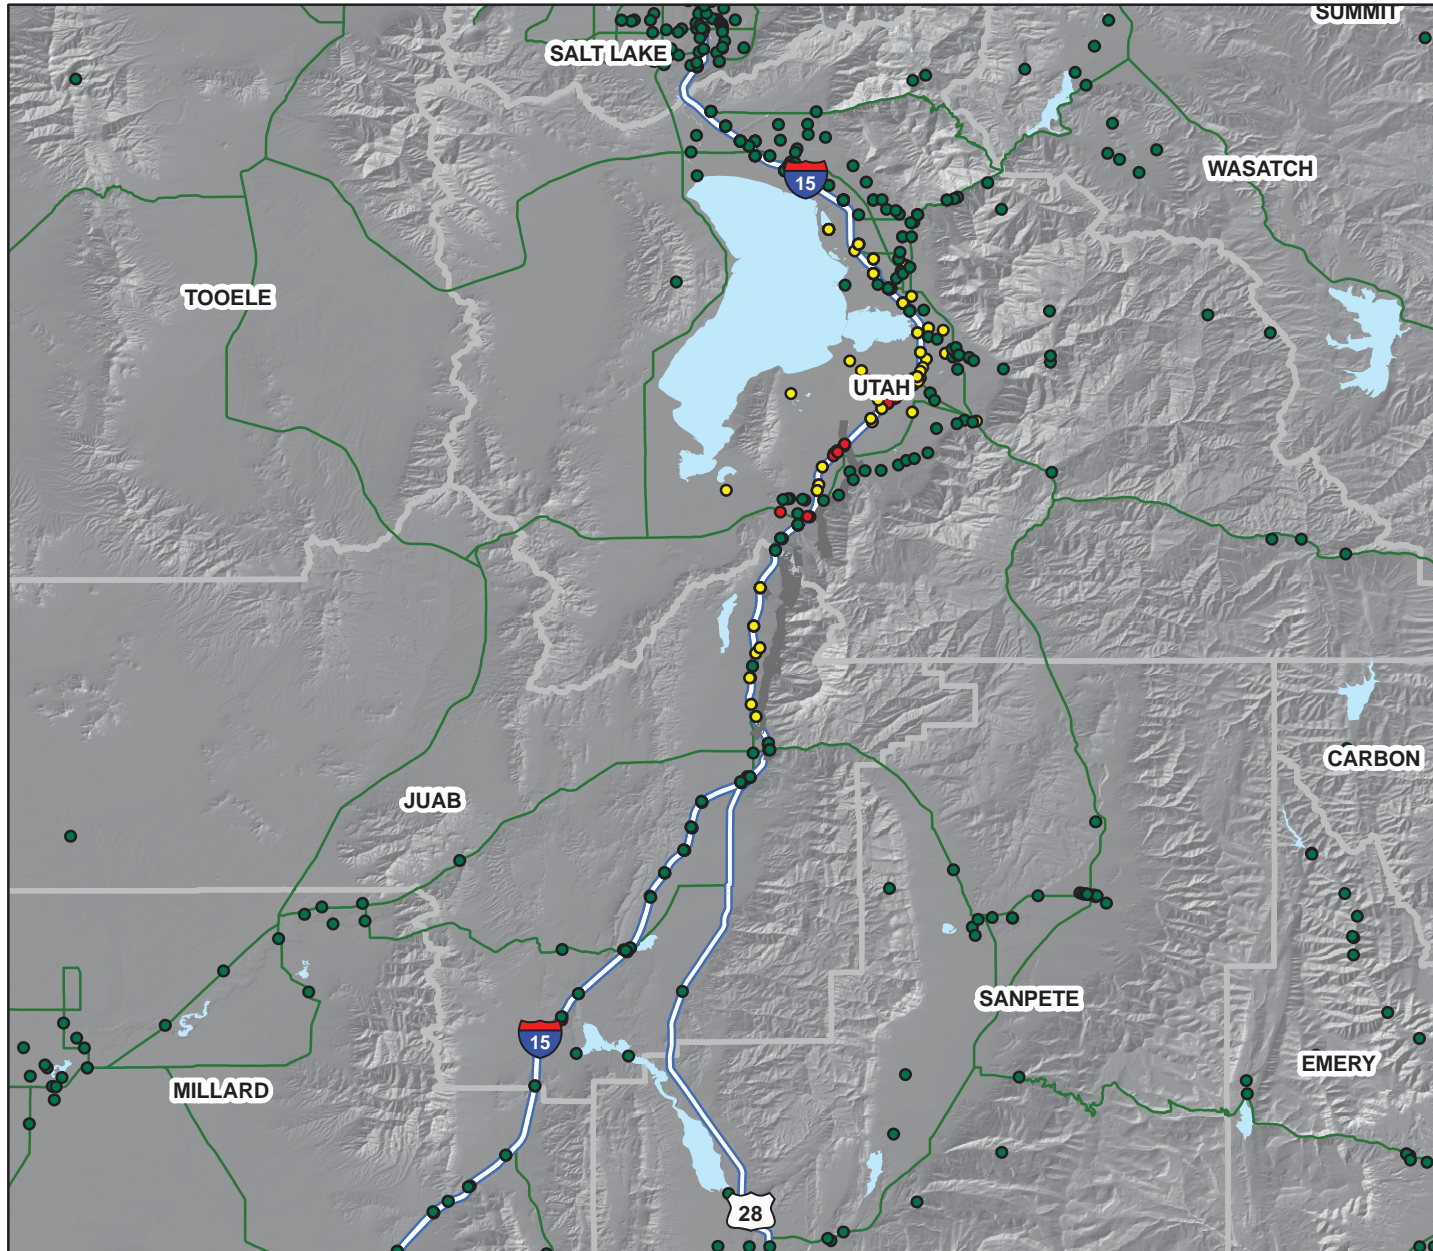 SUMMIT
SALT LAKE
WASATCH
15
TOOELE
UTAH
CARBON
JUAB
SANPETE
15
EMERY
MILLARD
28